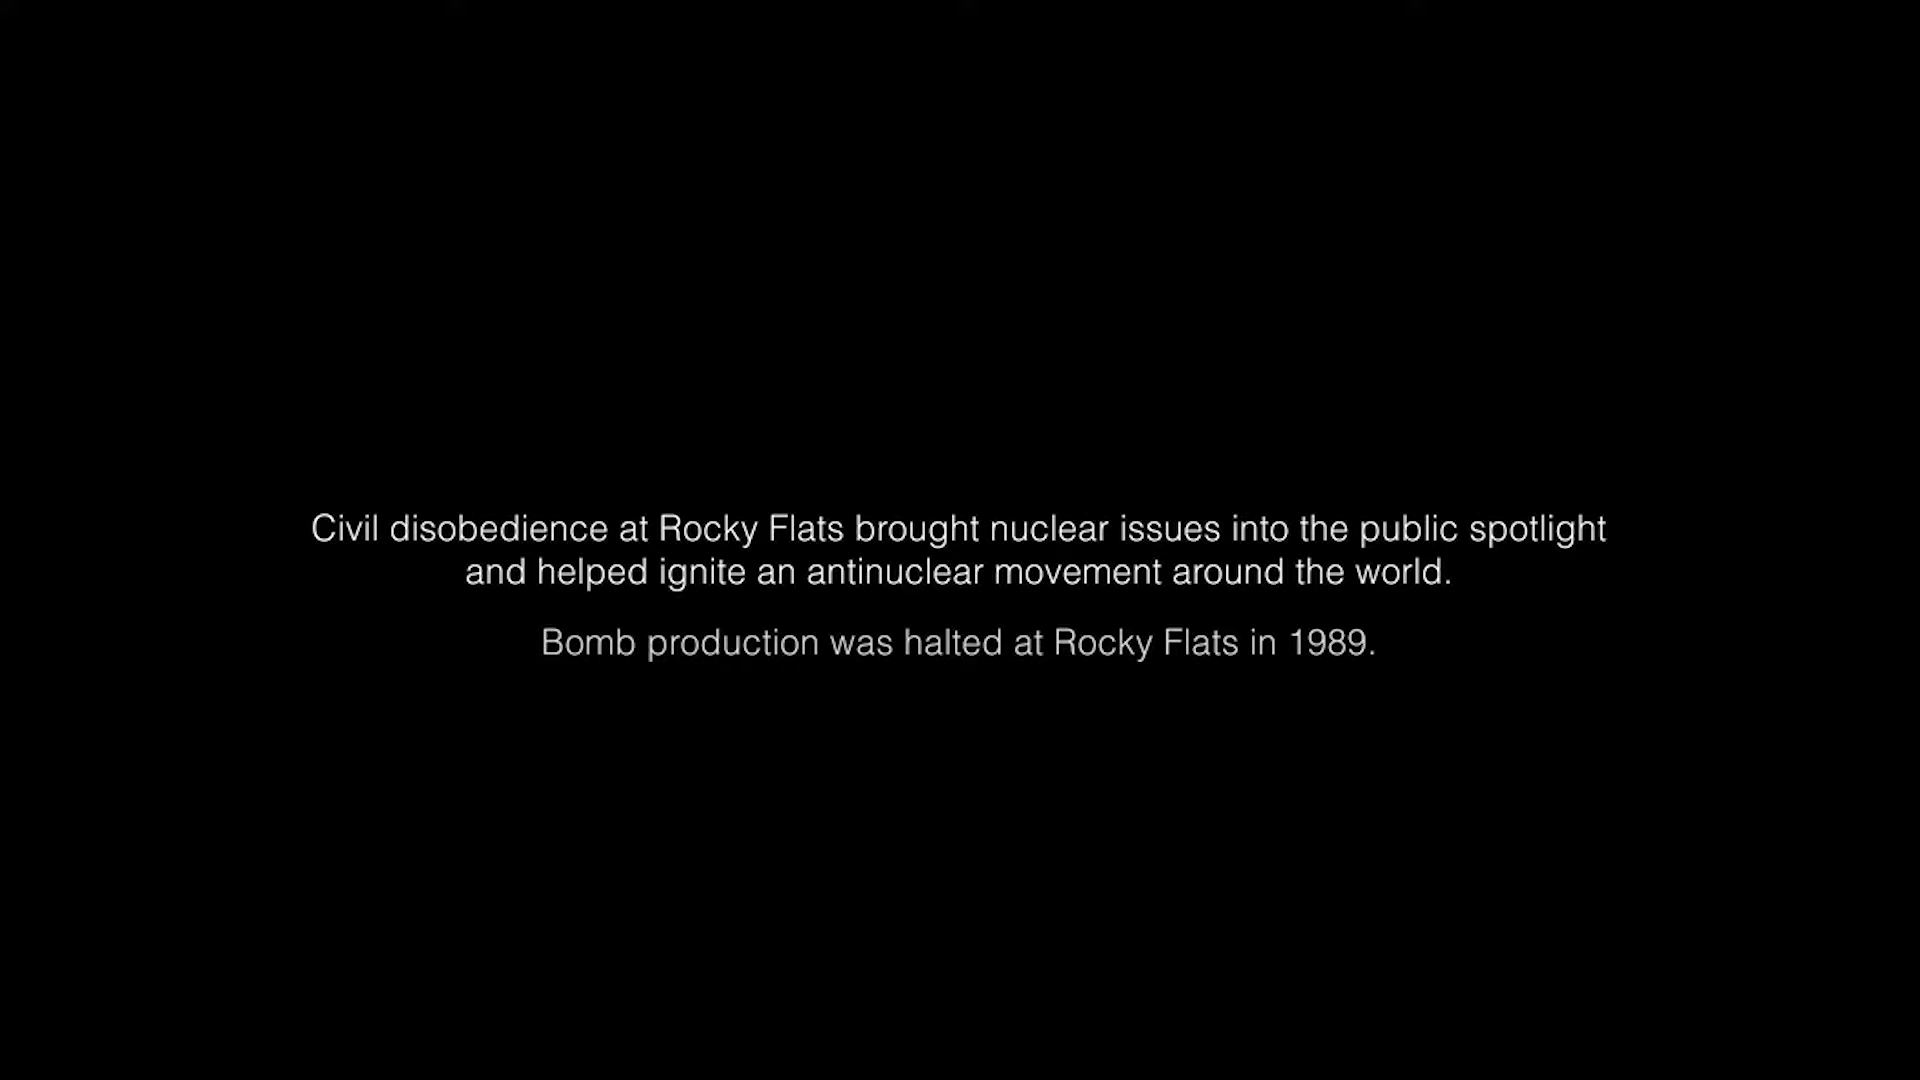 Civil disobedience at Rocky Flats brought nuclear issues into the public spotlight
and helped ignite an antinuclear movement around the world.
Bomb production was halted at Rocky Flats in 1989.